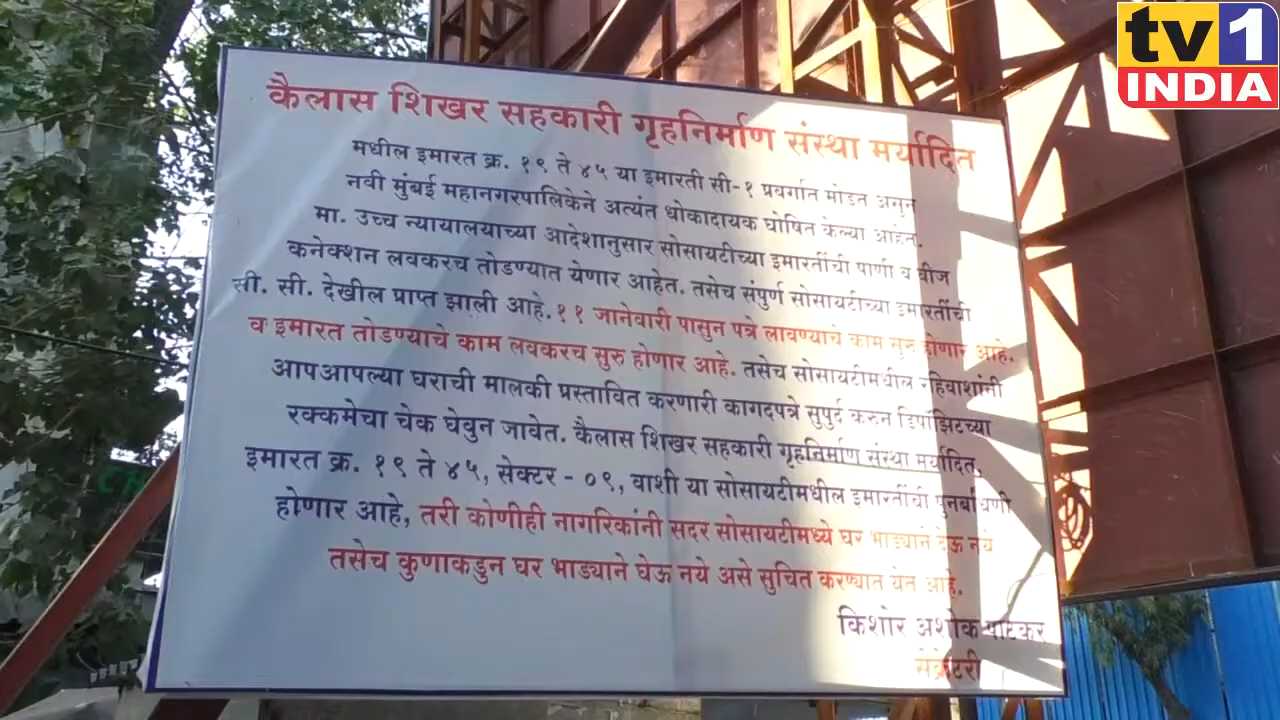 tv1
INDIA
कैलास शिखर सहकारी गृहनिर्माण संस्था मर्यादित
मधील इमारत क्र. १९ ते ४५ या इमारती सी-१ प्रवर्गात मोडत असुन
नवी मुंबई महानगरपालिकेने अत्यंत धोकादायक घोषित केल्या आहेत.
मा. उच्च न्यायालयाच्या आदेशानुसार सोसायटीच्या इमारतींची पाणी व वीज
कनेक्शन लवकरच तोडण्यात येणार आहेत. तसेच संपुर्ण सोसायटीच्या इमारतींची
सी. सी. देखील प्राप्त झाली आहे. ११ जानेवारी पासुन पत्रे लावण्याचे काम सुरु होणार आहे.
व इमारत तोडण्याचे काम लवकरच सुरु होणार आहे. तसेच सोसायटीमधील रहिवाशांनी
आपआपल्या घराची मालकी प्रस्तावित करणारी कागदपत्रे सुपुर्द करुन डिपॉझिटच्या
रक्कमेचा चेक घेवुन जावेत. कैलास शिखर सहकारी गृहनिर्माण संस्था मर्यादित,
इमारत क्र. १९ ते ४५, सेक्टर - ०९, वाशी या सोसायटीमधील इमारतींची पुनर्बांधणी
होणार आहे, तरी कोणीही नागरिकांनी सदर सोसायटीमध्ये घर भाड्याने देऊ नये
तसेच कुणाकडुन घर भाड्याने घेऊ नये असे सुचित करण्यात येत आहे.
किशोर अशोक पाटकर
सेक्रेटरी